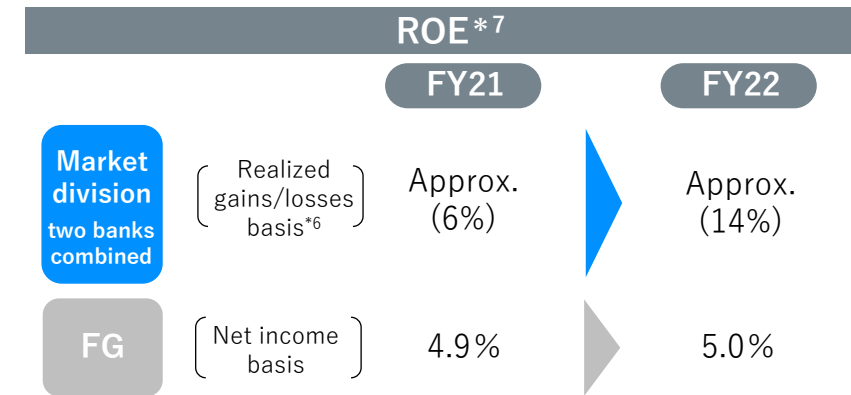 ROE*7
FY21
FY22
Market
division
two banks
combined
Realized
gains/losses
basis*6
Approx.
(6%)
Approx.
(14%)
FG
Net income
basis
4.9%
5.0%